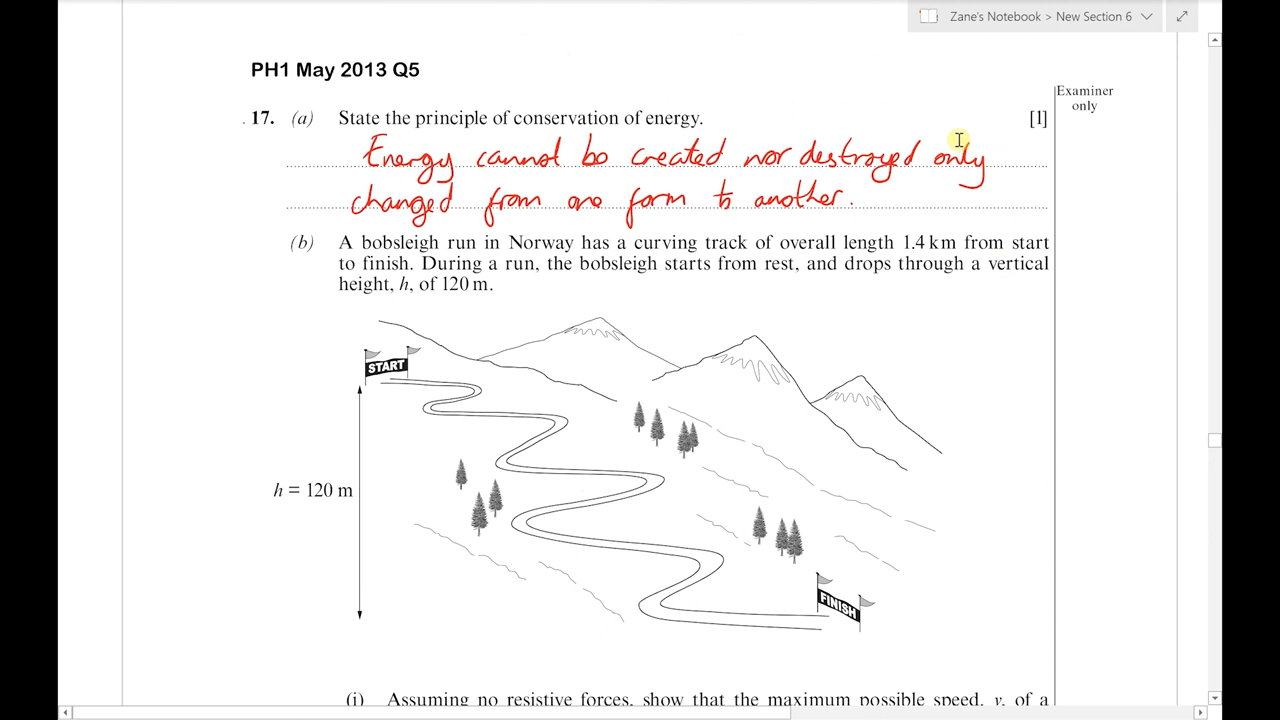 Zane's Notebook > New Section 6
PH1 May 2013 Q5
Examiner
only
17. (a) State the principle of conservation of energy. [1]
Energy cannot be created nor destroyed only
changed from one form to another.
(b) A bobsleigh run in Norway has a curving track of overall length 1.4 km from start
to finish. During a run, the bobsleigh starts from rest, and drops through a vertical
height, h, of 120 m.
START
h = 120 m
FINISH
(i) Assuming no resistive forces, show that the maximum possible speed, v, of a